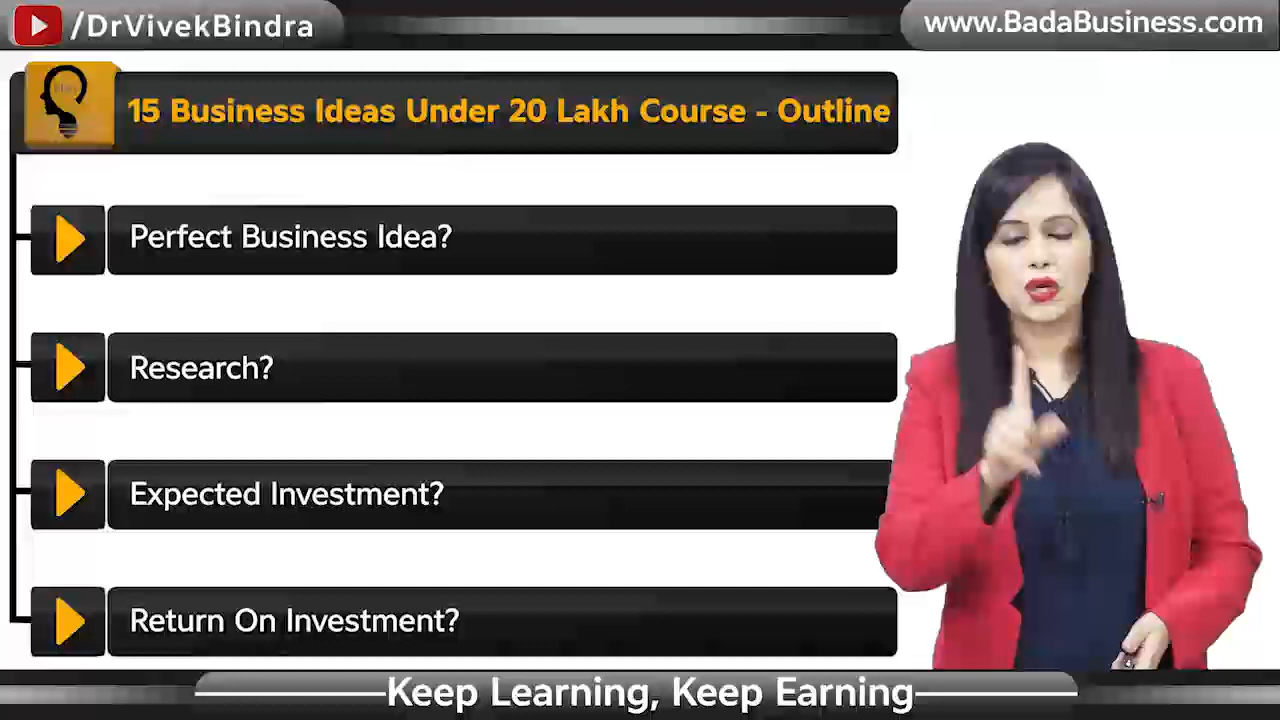 /DrVivekBindra
www.BadaBusiness.com
15 Business Ideas Under 20 Lakh Course - Outline
Perfect Business Idea?
Research?
Expected Investment?
Return On Investment?
Keep Learning, Keep Earning